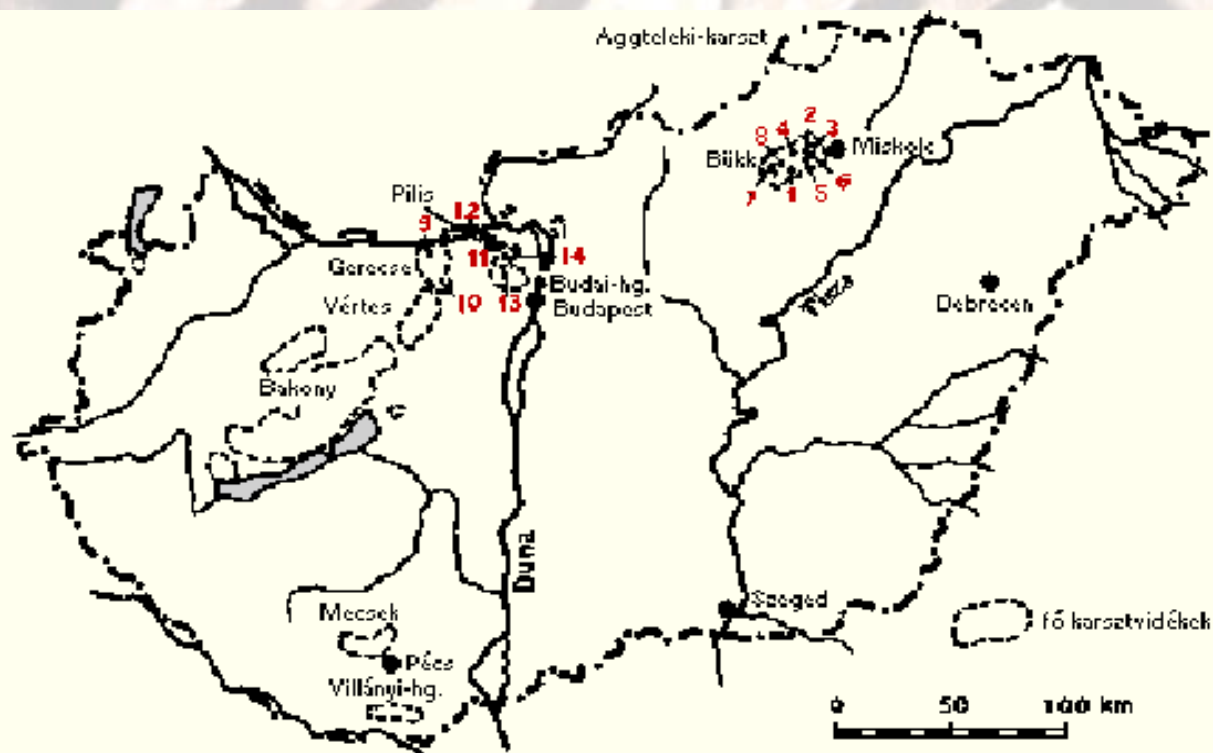 Aggteleki-karszt
2
8 4 3
Miskolc
Bükk
6
7 1 5
Pilis
12
9
11 14
Gerecse
Budai-hg.
Vértes 10 13
Budapest
Debrecen
Tisza
Bakony
Duna
Szeged
Mecsek
fő karsztvidékek
Pécs
Villányi-hg.
0 50 100 km